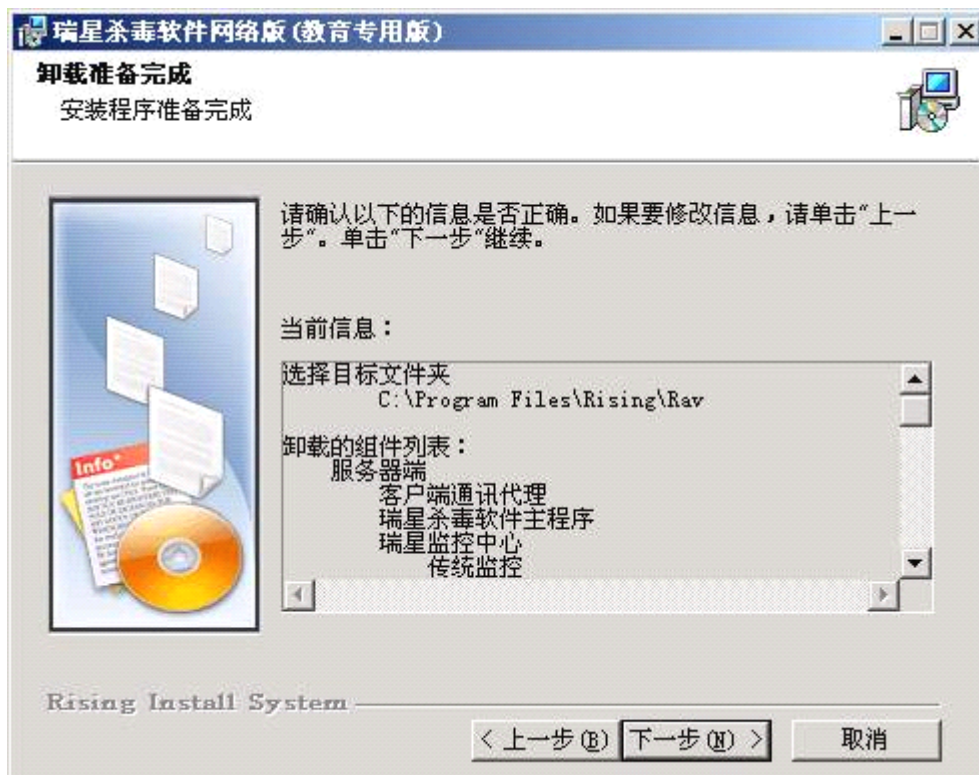 瑞星杀毒软件网络版(教育专用版)
卸载准备完成
安装程序准备完成
请确认以下的信息是否正确。如果要修改信息，请单击“上一
步”。单击“下一步”继续。
当前信息：
选择目标文件夹
C:\Program Files\Rising\Rav
卸载的组件列表：
服务器端
客户端通讯代理
瑞星杀毒软件主程序
瑞星监控中心
传统监控
Info
Rising Install System
< 上一步(B) 下一步(N) > 取消